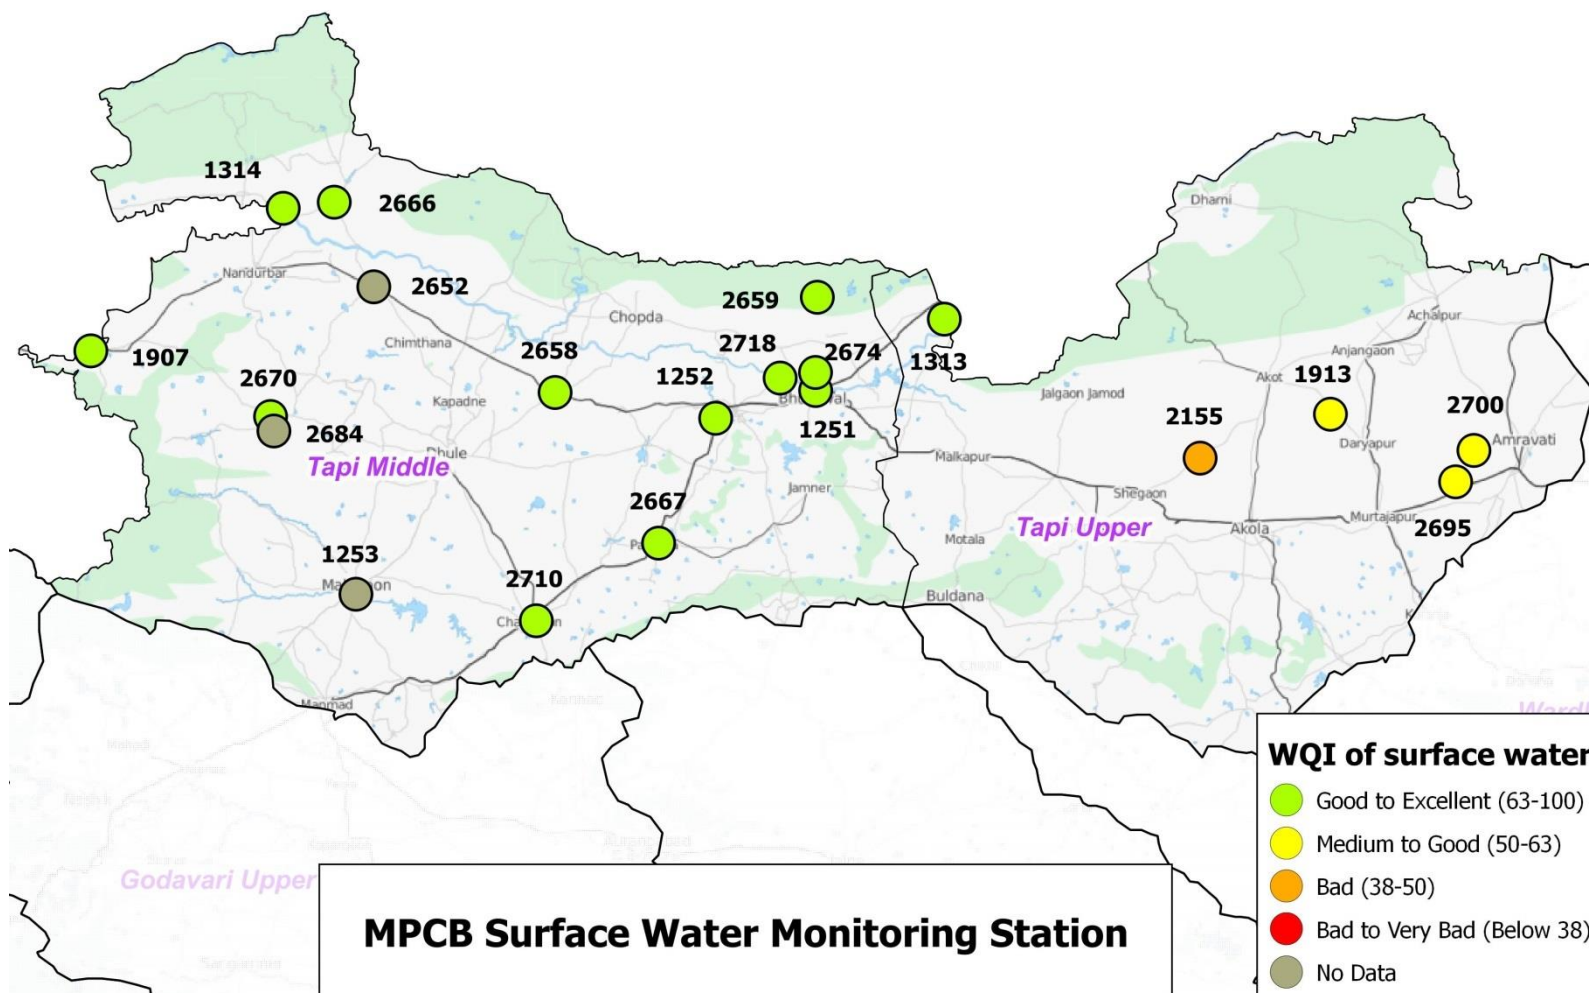 1314
2666
Dharni
Nandurbar
2652
2659
Chopda
Achalpur
1907
Chimthana
2658
2718
2674
1313
Anjangaon
2670
1252
Akot
1913
Kapadne
Jalgaon Jamod
2155
2700
2684
1251
Daryapur
Amravati
Dhule
Tapi Middle
Malkapur
Jamner
Shegaon
2667
Tapi Upper
Akola
Murtajapur
2695
Motala
1253
2710
Buldana
Manmad
Godavari Upper
MPCB Surface Water Monitoring Station
WQI of surface water
Good to Excellent (63-100)
Medium to Good (50-63)
Bad (38-50)
Bad to Very Bad (Below 38)
No Data